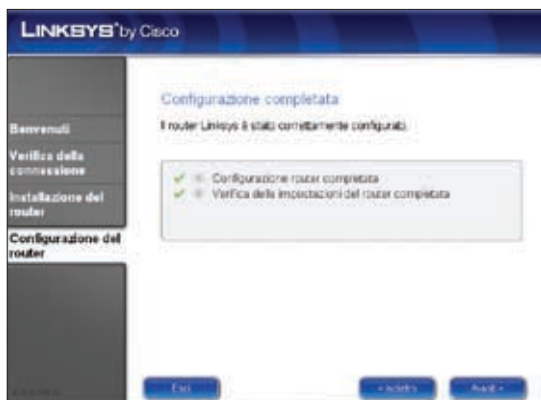 LINKSYS® by Cisco
Configurazione completata
Il router Linksys è stato correttamente configurato.
Configurazione router completata
Verifica delle impostazioni del router completata
Benvenuti
Verifica della
connessione
Installazione del
router
Configurazione del
router
Esci
< Indietro
Avanti >